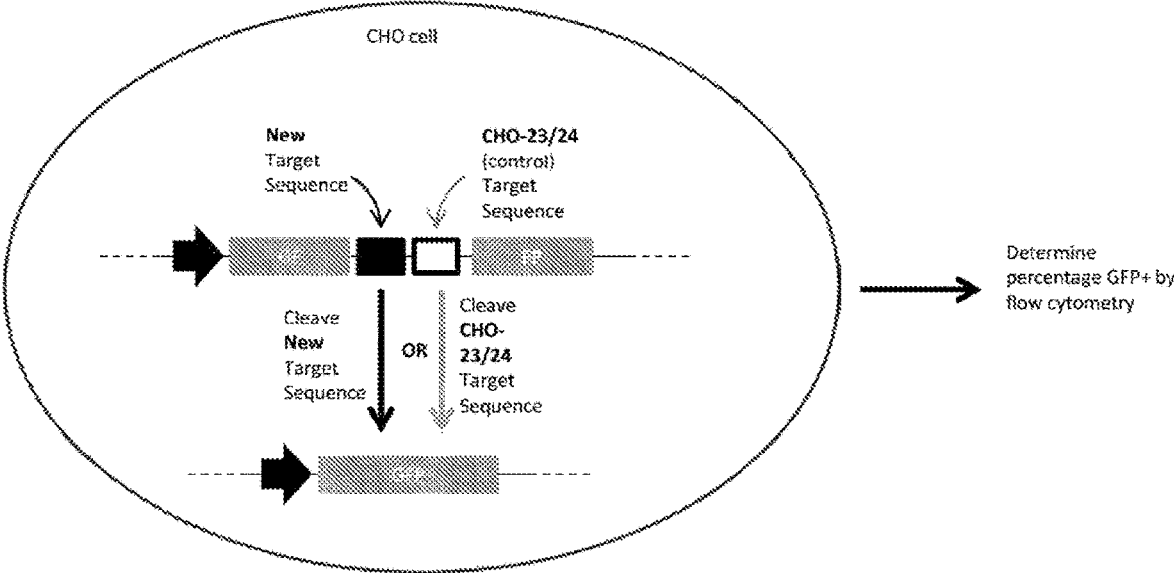 CHO cell
New
Target
Sequence
CHO-23/24
(control)
Target
Sequence
Cleave
New
Target
Sequence
OR
Cleave
CHO-
23/24
Target
Sequence
Determine
percentage GFP+ by
flow cytometry